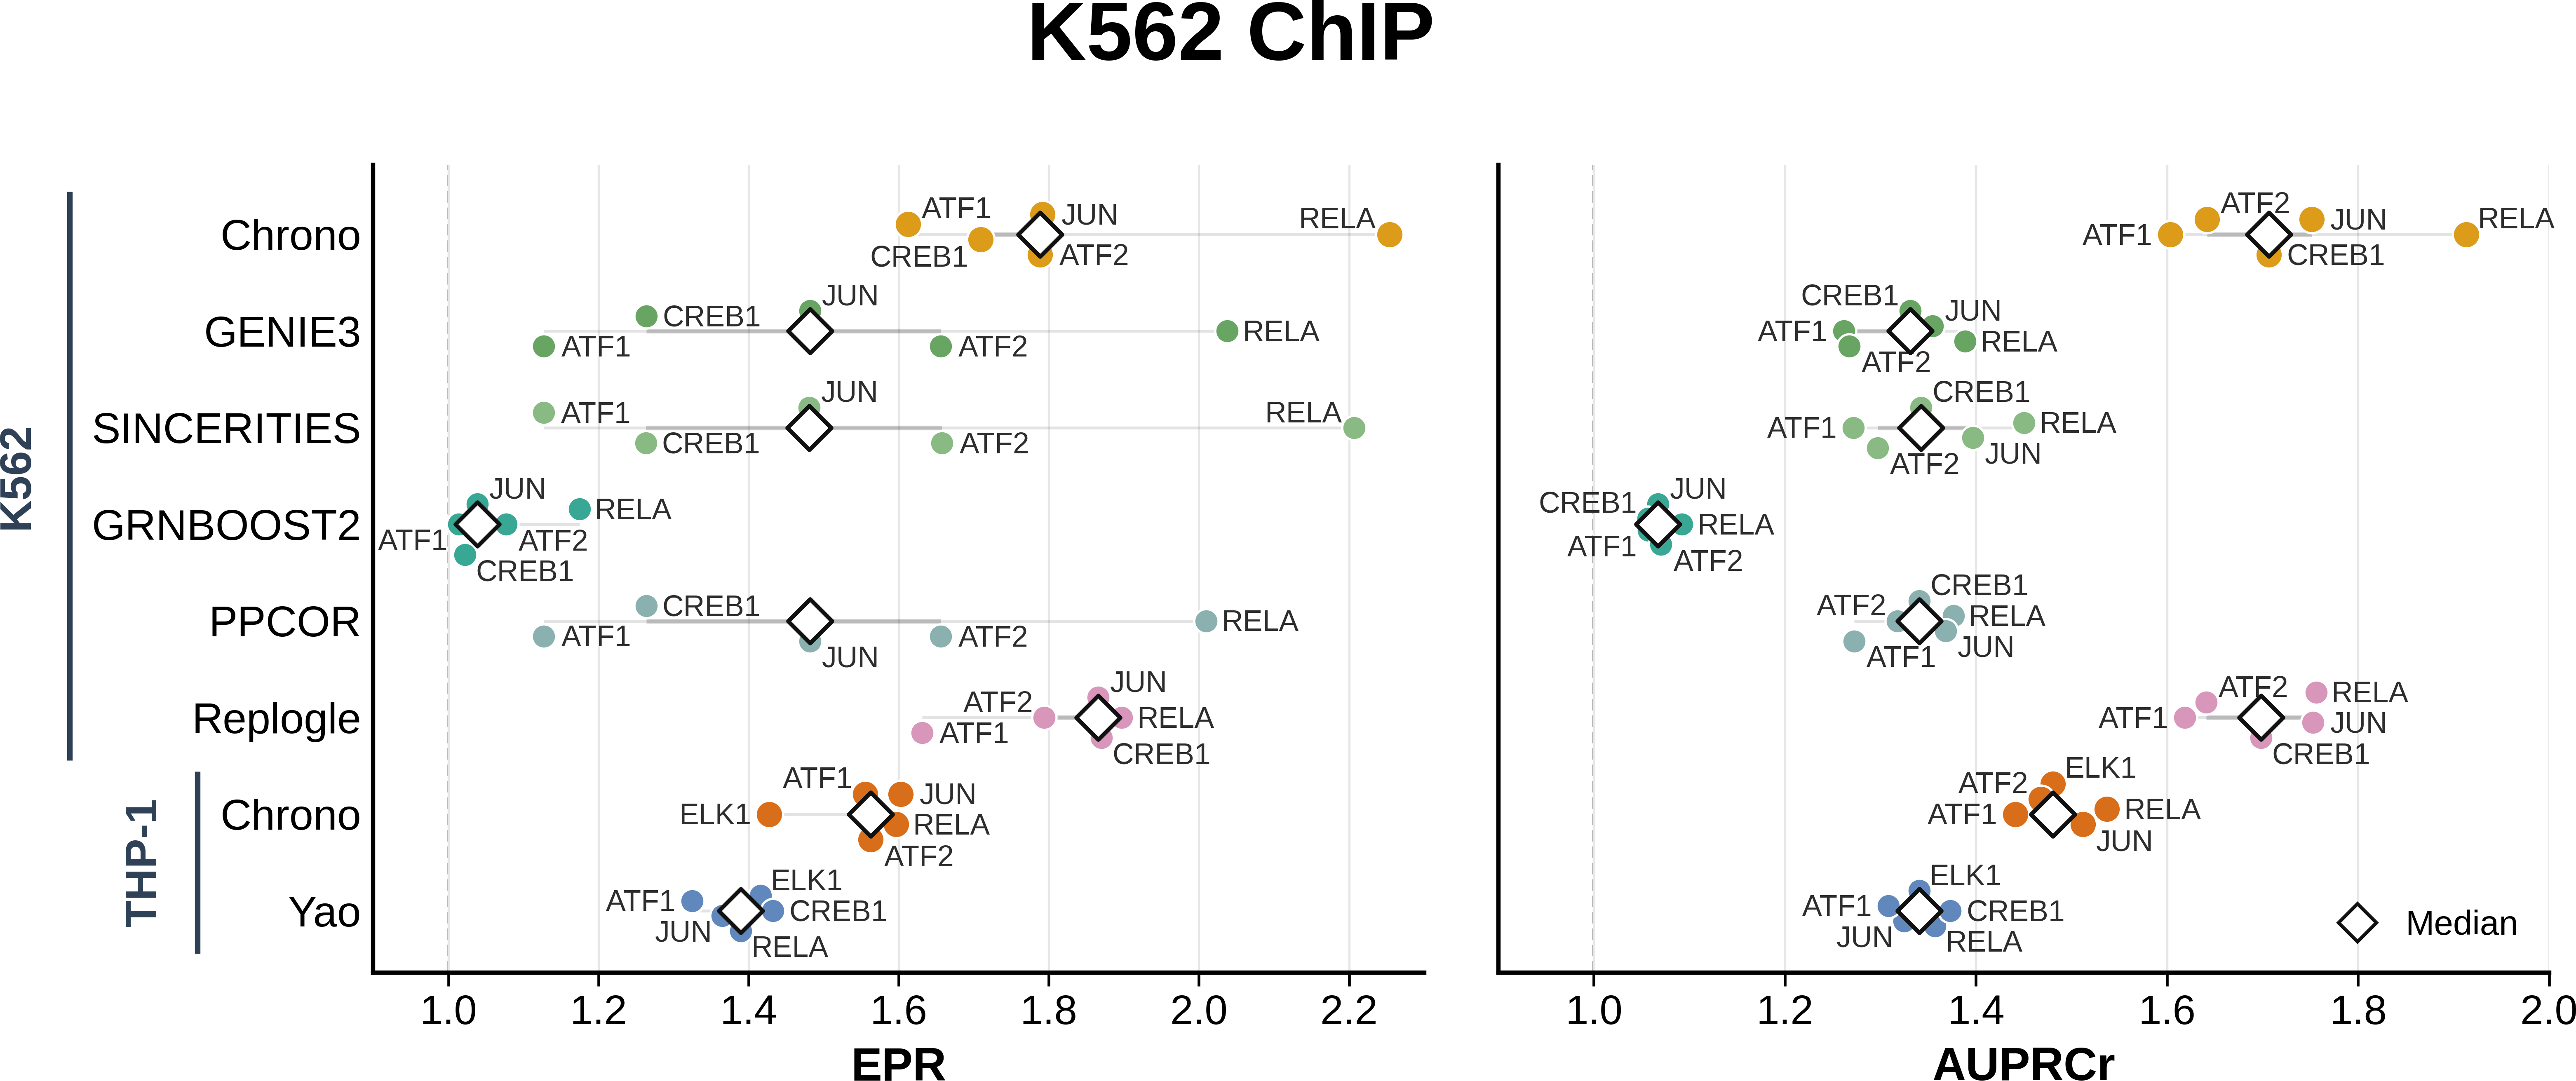 K562 ChIP
K562
THP-1
Chrono
ATF1
CREB1
JUN
ATF2
RELA
ATF1
ATF2
JUN
RELA
CREB1
GENIE3
CREB1
ATF1
JUN
ATF2
RELA
CREB1
JUN
ATF1
RELA
ATF2
SINCERITIES
ATF1
CREB1
JUN
ATF2
RELA
CREB1
ATF1
RELA
ATF2
JUN
GRNBOOST2
JUN
RELA
ATF1
ATF2
CREB1
CREB1
JUN
RELA
ATF1
ATF2
PPCOR
CREB1
ATF1
JUN
ATF2
RELA
ATF2
CREB1
RELA
ATF1
JUN
Replogle
ATF2
JUN
ATF1
RELA
CREB1
ATF1
ATF2
RELA
JUN
CREB1
Chrono
ATF1
ELK1
JUN
RELA
ATF2
ATF2
ELK1
ATF1
RELA
JUN
Yao
ATF1
ELK1
JUN
CREB1
RELA
ATF1
ELK1
CREB1
JUN
RELA
Median
1.0 1.2 1.4 1.6 1.8 2.0 2.2
EPR
1.0 1.2 1.4 1.6 1.8 2.0
AUPRCr